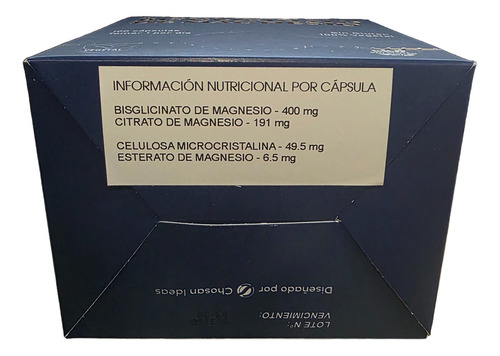 INFORMACIÓN NUTRICIONAL POR CÁPSULA
BISGLICINATO DE MAGNESIO - 400 mg
CITRATO DE MAGNESIO - 191 mg
CELULOSA MICROCRISTALINA - 49.5 mg
ESTERATO DE MAGNESIO - 6.5 mg
Diseñado por Chosan Ideas
LOTE Nº:
VENCIMIENTO: